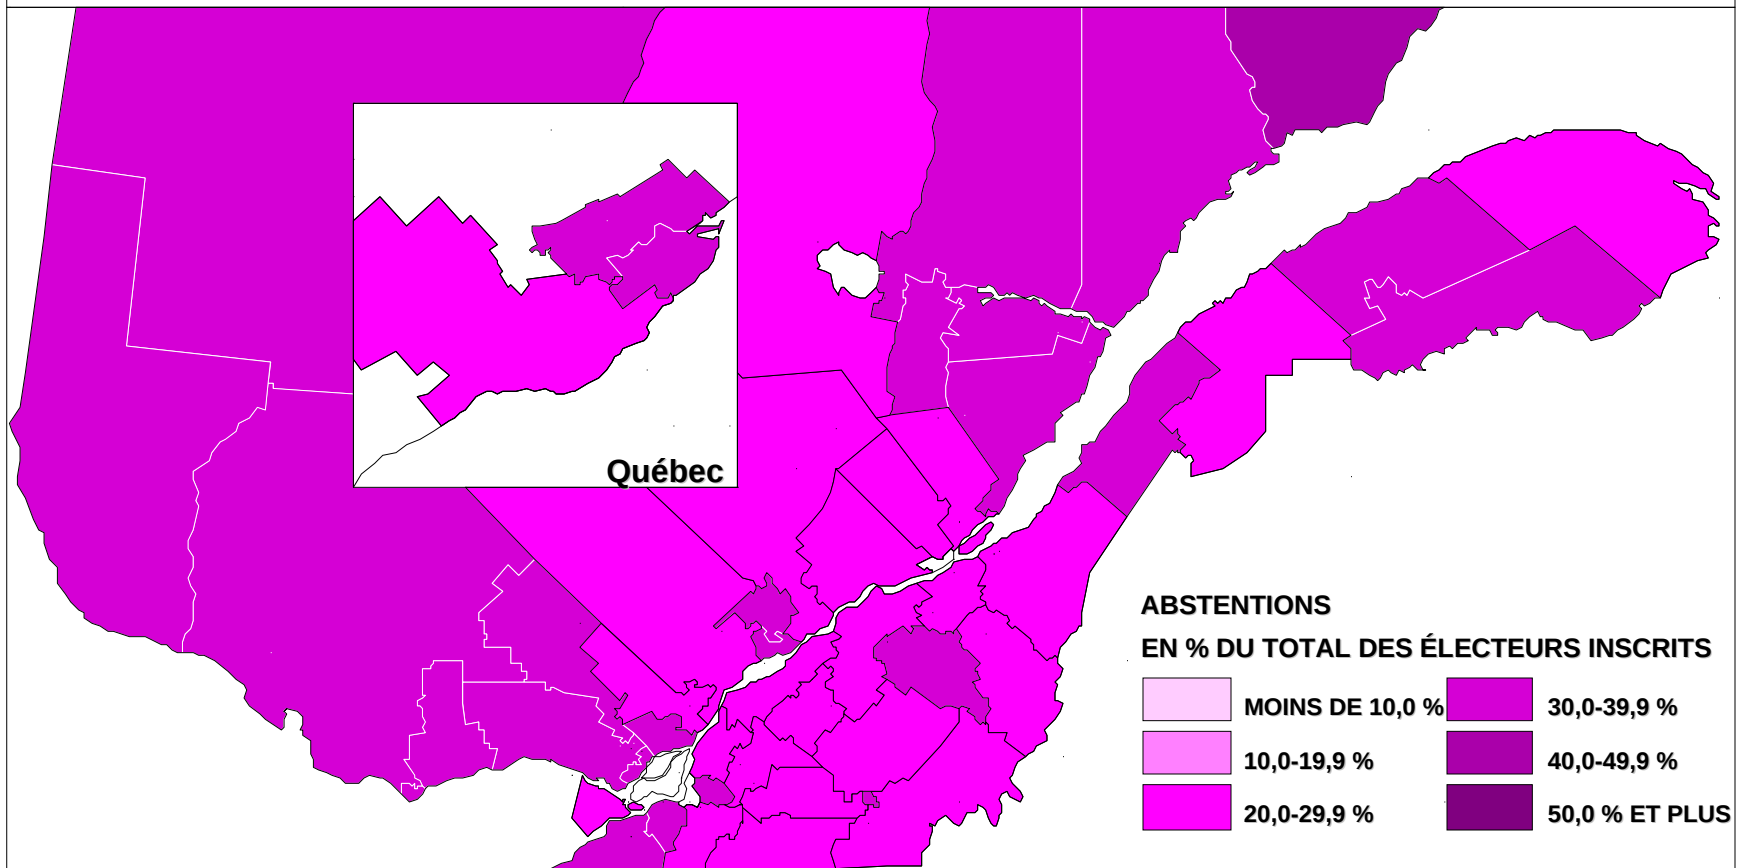 Québec
ABSTENTIONS
EN % DU TOTAL DES ÉLECTEURS INSCRITS
MOINS DE 10,0 %
10,0-19,9 %
20,0-29,9 %
30,0-39,9 %
40,0-49,9 %
50,0 % ET PLUS